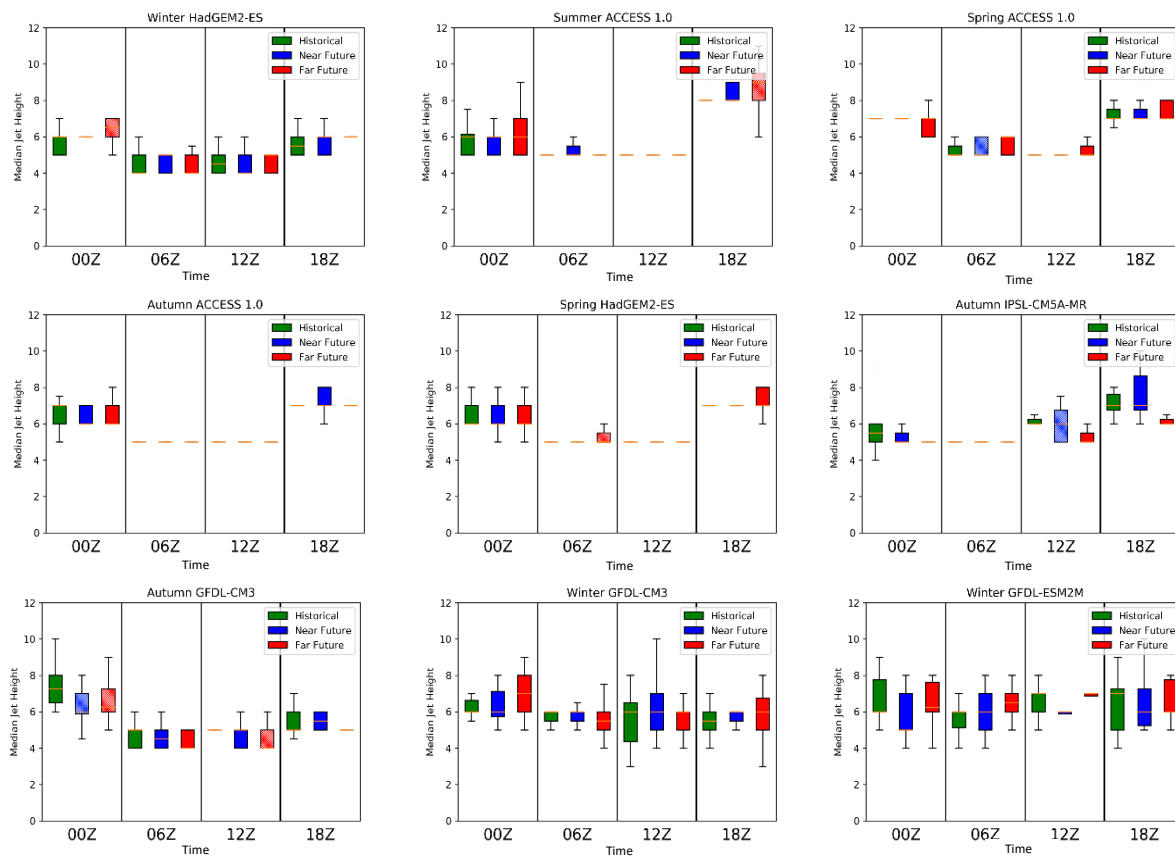 Winter HadGEM2-ES
12
10
8
6
4
2
0
Median Jet Height
Historical
Near Future
Far Future
00Z 06Z 12Z 18Z
Time
Summer ACCESS 1.0
12
10
8
6
4
2
0
Median Jet Height
Historical
Near Future
Far Future
00Z 06Z 12Z 18Z
Time
Spring ACCESS 1.0
12
10
8
6
4
2
0
Median Jet Height
Historical
Near Future
Far Future
00Z 06Z 12Z 18Z
Time
Autumn ACCESS 1.0
12
10
8
6
4
2
0
Median Jet Height
Historical
Near Future
Far Future
00Z 06Z 12Z 18Z
Time
Spring HadGEM2-ES
12
10
8
6
4
2
0
Median Jet Height
Historical
Near Future
Far Future
00Z 06Z 12Z 18Z
Time
Autumn IPSL-CM5A-MR
12
10
8
6
4
2
0
Median Jet Height
Historical
Near Future
Far Future
00Z 06Z 12Z 18Z
Time
Autumn GFDL-CM3
12
10
8
6
4
2
0
Median Jet Height
Historical
Near Future
Far Future
00Z 06Z 12Z 18Z
Time
Winter GFDL-CM3
12
10
8
6
4
2
0
Median Jet Height
Historical
Near Future
Far Future
00Z 06Z 12Z 18Z
Time
Winter GFDL-ESM2M
12
10
8
6
4
2
0
Median Jet Height
Historical
Near Future
Far Future
00Z 06Z 12Z 18Z
Time